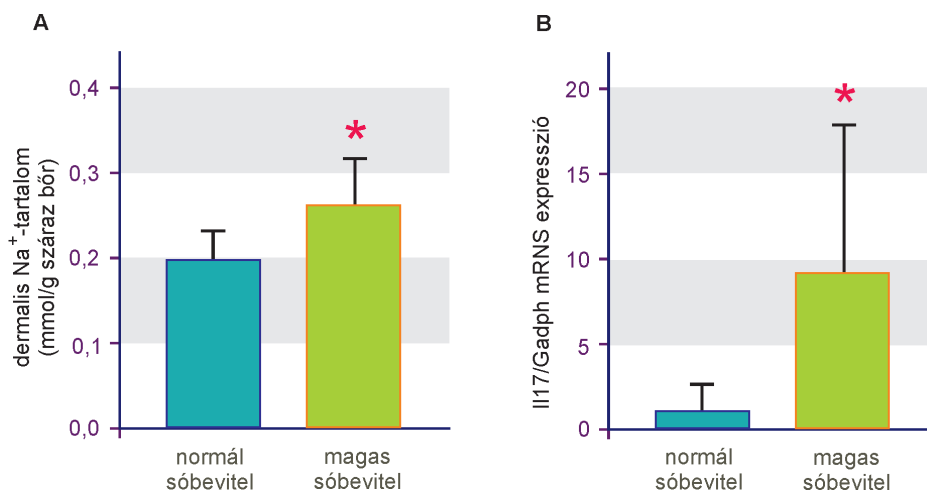 A
dermalis Na⁺-tartalom
(mmol/g száraz bőr)
0,4
0,3
0,2
0,1
0,0
*
normál
sóbevitel
magas
sóbevitel
B
Il17/Gadph mRNS expresszió
20
15
10
5
0
*
normál
sóbevitel
magas
sóbevitel